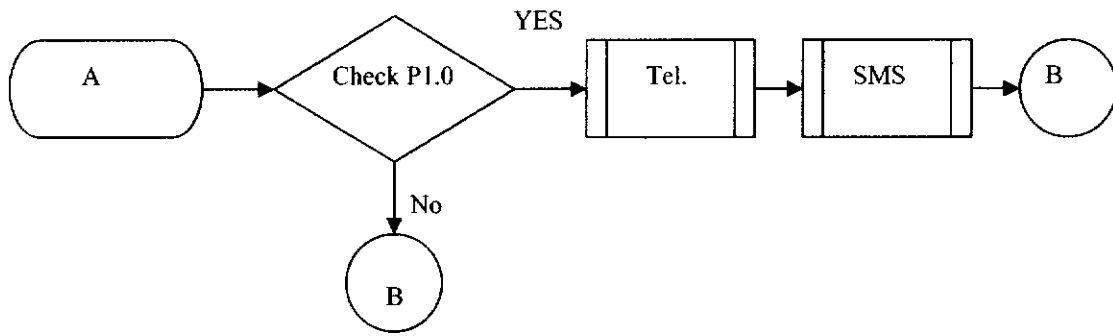 YES
A
Check P1.0
Tel.
SMS
B
No
B